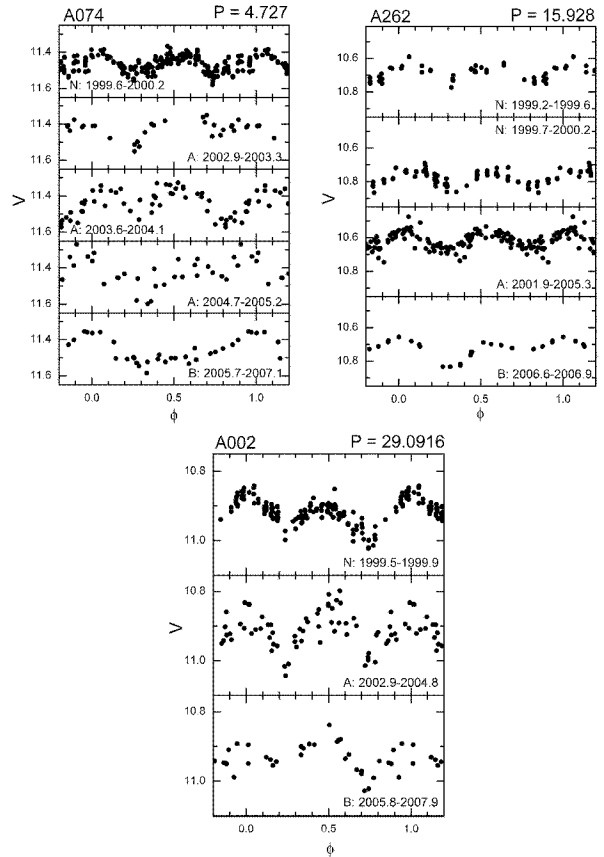 A074 P = 4.727
11.4
11.6
N: 1999.6-2000.2
11.4
11.6
A: 2002.9-2003.3
11.4
11.6
A: 2003.6-2004.1
11.4
11.6
A: 2004.7-2005.2
11.4
11.6
B: 2005.7-2007.1
V
0.0 0.5 1.0
ϕ
A262 P = 15.928
10.6
10.8
N: 1999.2-1999.6
N: 1999.7-2000.2
10.6
10.8
10.6
10.8
A: 2001.9-2005.3
10.6
10.8
B: 2006.6-2006.9
V
0.0 0.5 1.0
ϕ
A002 P = 29.0916
10.8
11.0
N: 1999.5-1999.9
10.8
11.0
A: 2002.9-2004.8
10.8
11.0
B: 2005.8-2007.9
V
0.0 0.5 1.0
ϕ